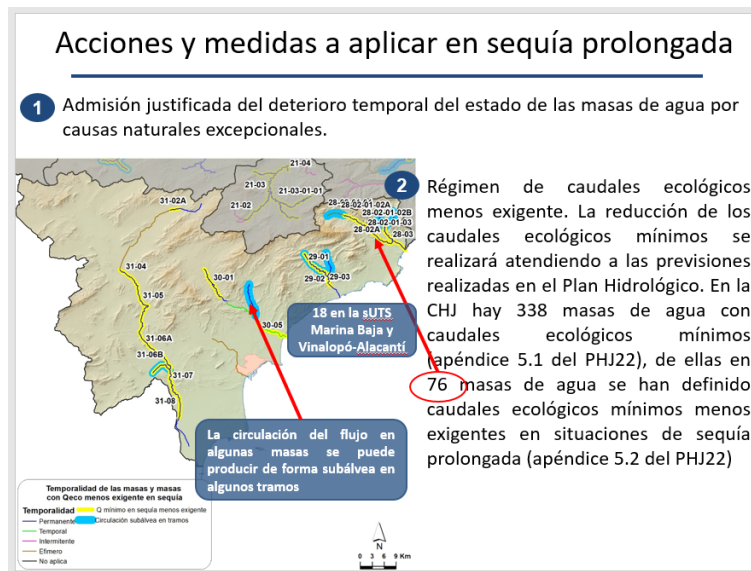 Acciones y medidas a aplicar en sequía prolongada
1 Admisión justificada del deterioro temporal del estado de las masas de agua por
causas naturales excepcionales.
2 Régimen de caudales ecológicos
menos exigente. La reducción de los
caudales ecológicos mínimos se
realizará atendiendo a las previsiones
realizadas en el Plan Hidrológico. En la
CHJ hay 338 masas de agua con
caudales ecológicos mínimos
(apéndice 5.1 del PHJ22), de ellas en
76 masas de agua se han definido
caudales ecológicos mínimos menos
exigentes en situaciones de sequía
prolongada (apéndice 5.2 del PHJ22)
21-04
21-03
21-03-01-01
21-02
31-02A
28-02-01-02A
28-02-01-02B
28-02-01-03
28-02A
28-03
31-04
30-01
29-01
29-02
29-03
31-05
30-05
31-06A
31-06B
31-07
31-08
18 en la sUTS
Marina Baja y
Vinalopó-Alacantí
La circulación del flujo en
algunas masas se puede
producir de forma subálvea en
algunos tramos
Temporalidad de las masas y masas
con Qeco menos exigente en sequía
Temporalidad
Q mínimo en sequía menos exigente
Permanente
Circulación subálvea en tramos
Temporal
Intermitente
Efímero
No aplica
N
0 3 6 9 Km